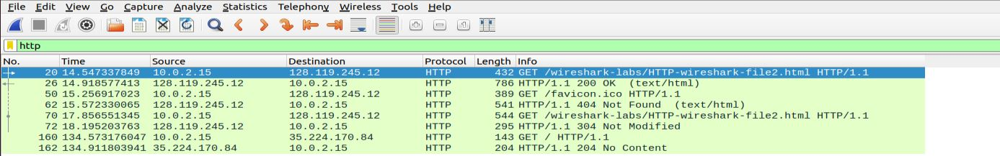 File Edit View Go Capture Analyze Statistics Telephony Wireless Tools Help
http
No. Time Source Destination Protocol Length Info
20 14.547337849 10.0.2.15 128.119.245.12 HTTP 432 GET /wireshark-labs/HTTP-wireshark-file2.html HTTP/1.1
26 14.918577413 128.119.245.12 10.0.2.15 HTTP 786 HTTP/1.1 200 OK (text/html)
50 15.256917023 10.0.2.15 128.119.245.12 HTTP 389 GET /favicon.ico HTTP/1.1
62 15.572330065 128.119.245.12 10.0.2.15 HTTP 541 HTTP/1.1 404 Not Found (text/html)
70 17.856551345 10.0.2.15 128.119.245.12 HTTP 544 GET /wireshark-labs/HTTP-wireshark-file2.html HTTP/1.1
72 18.195203763 128.119.245.12 10.0.2.15 HTTP 295 HTTP/1.1 304 Not Modified
160 134.573176047 10.0.2.15 35.224.170.84 HTTP 143 GET / HTTP/1.1
162 134.911803941 35.224.170.84 10.0.2.15 HTTP 204 HTTP/1.1 204 No Content